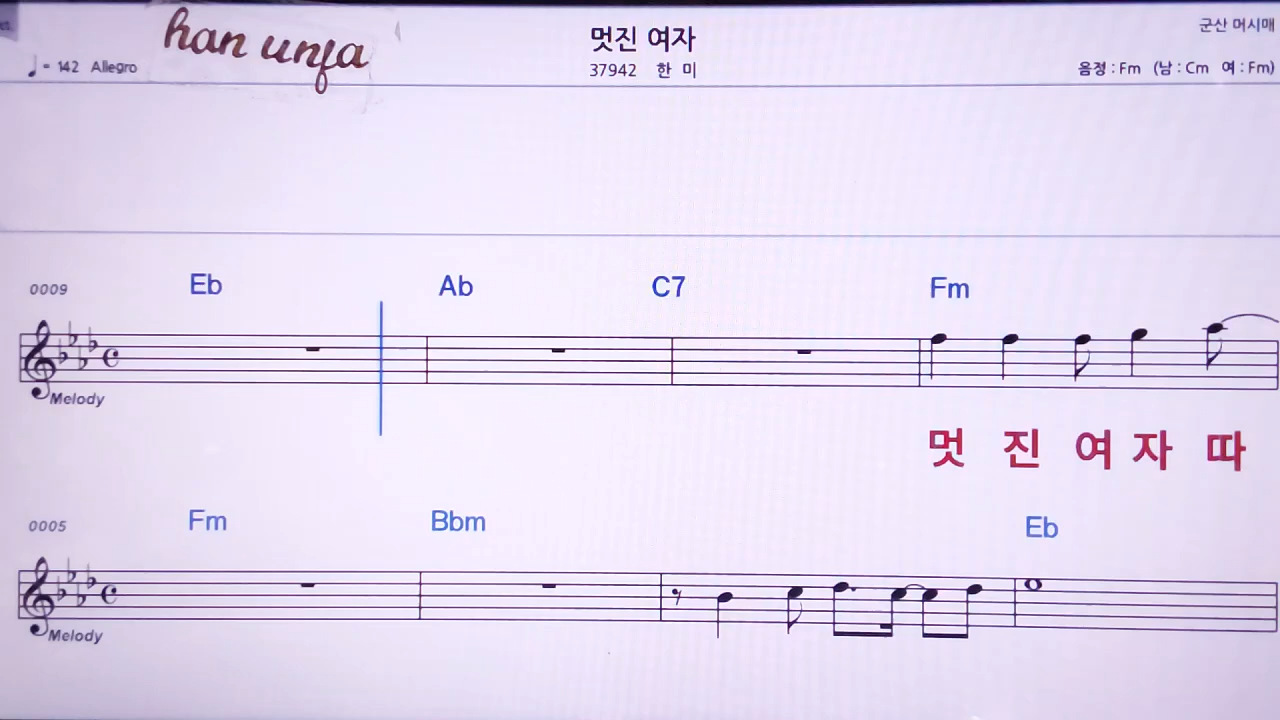 han unja
멋진 여자
군산 머시매
♩= 142 Allegro
37942 한 미
음정 : Fm (남 : Cm 여 : Fm)
0009
Eb Ab C7 Fm
Melody
멋 진 여 자 따
0005
Fm Bbm Eb
Melody